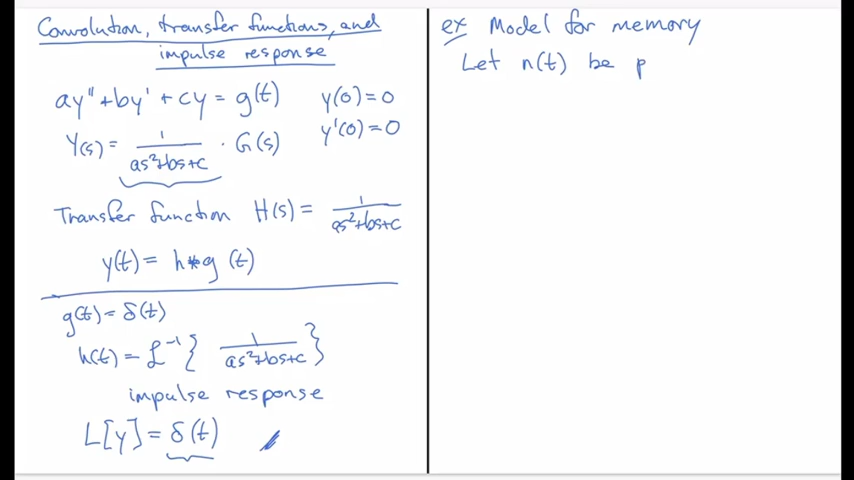 Convolution, transfer functions, and
impulse response
ay'' + by' + cy = g(t)   y(0) = 0
y'(0) = 0
Y(s) = 1/(as²+bs+c) · G(s)
Transfer function H(s) = 1/(as²+bs+c)
y(t) = h*g (t)
g(t) = δ(t)
h(t) = ℒ⁻¹{ 1/(as²+bs+c) }
impulse response
L[y] = δ(t)
ex Model for memory
Let n(t) be p